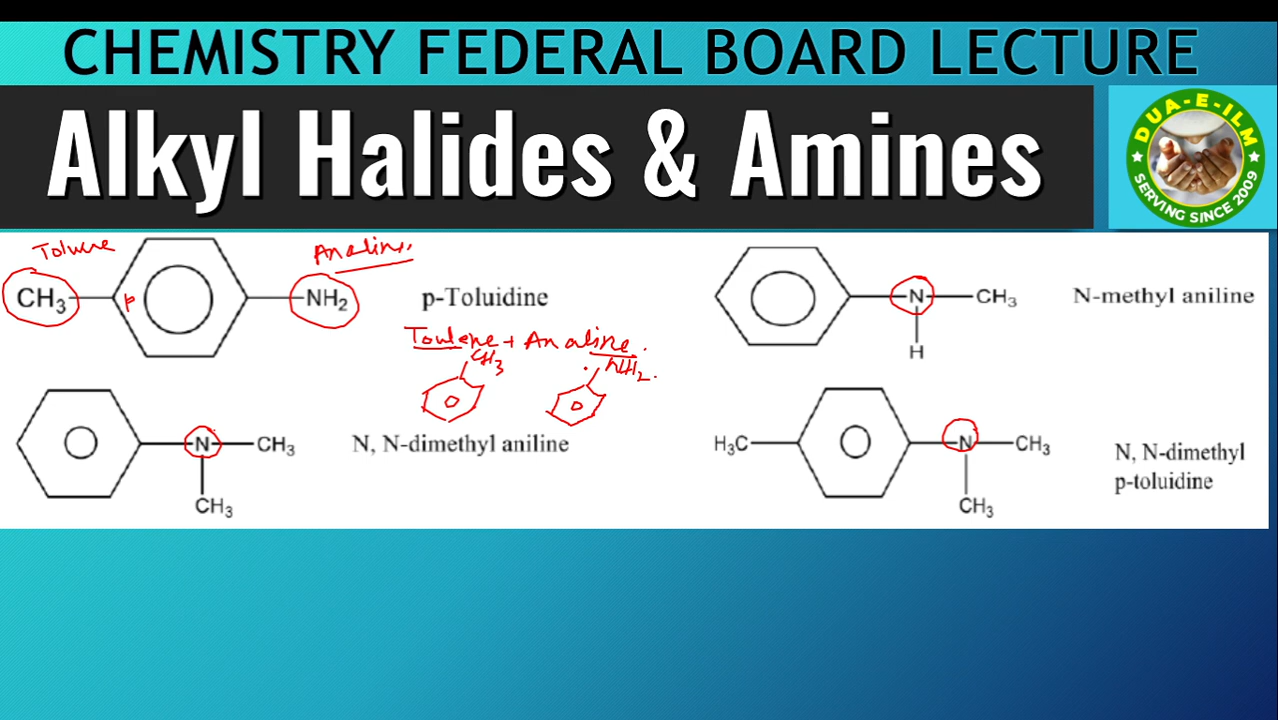 CHEMISTRY FEDERAL BOARD LECTURE
Alkyl Halides & Amines
DUA-E-ILM
SERVING SINCE 2009
Toluene
Analine.
CH3
P
NH2
p-Toluidine
Toulene + Analine.
CH3
NH2.
N
CH3
H
N-methyl aniline
N
CH3
CH3
N, N-dimethyl aniline
H3C
N
CH3
CH3
N, N-dimethyl
p-toluidine